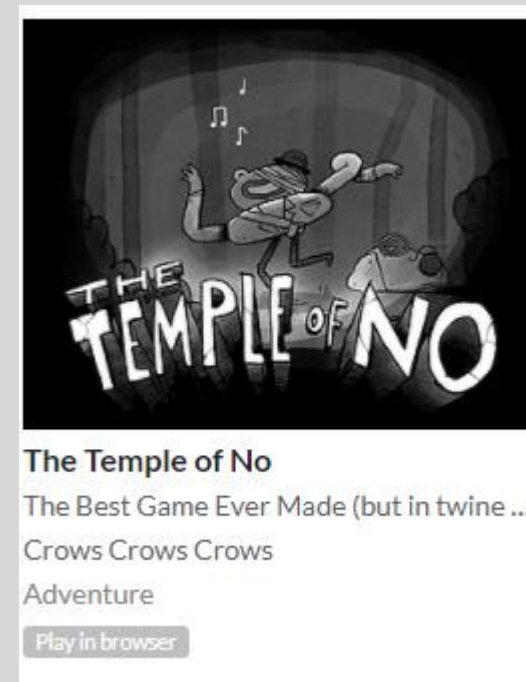 THE
TEMPLE OF NO
The Temple of No
The Best Game Ever Made (but in twine ...
Crows Crows Crows
Adventure
Play in browser